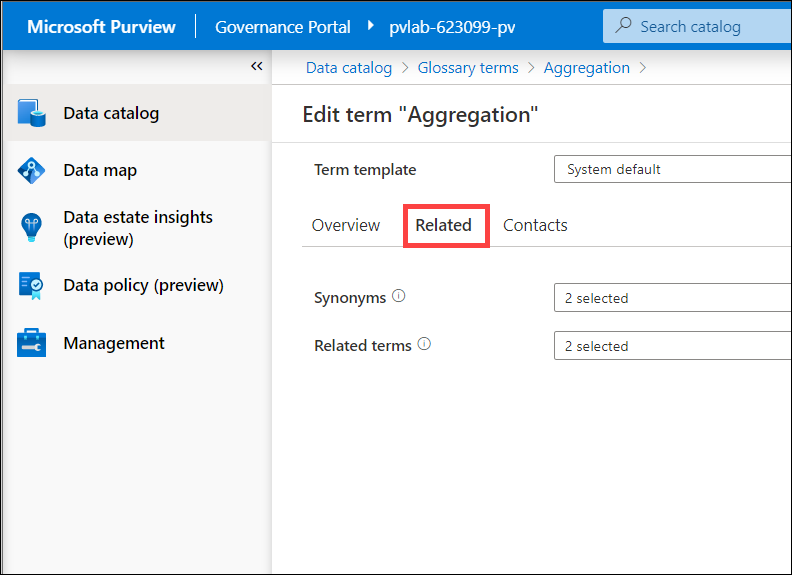 Microsoft Purview Governance Portal pvlab-623099-pv Search catalog
Data catalog Glossary terms Aggregation
Data catalog
Data map
Data estate insights
(preview)
Data policy (preview)
Management
Edit term "Aggregation"
Term template System default
Overview Related Contacts
Synonyms 2 selected
Related terms 2 selected